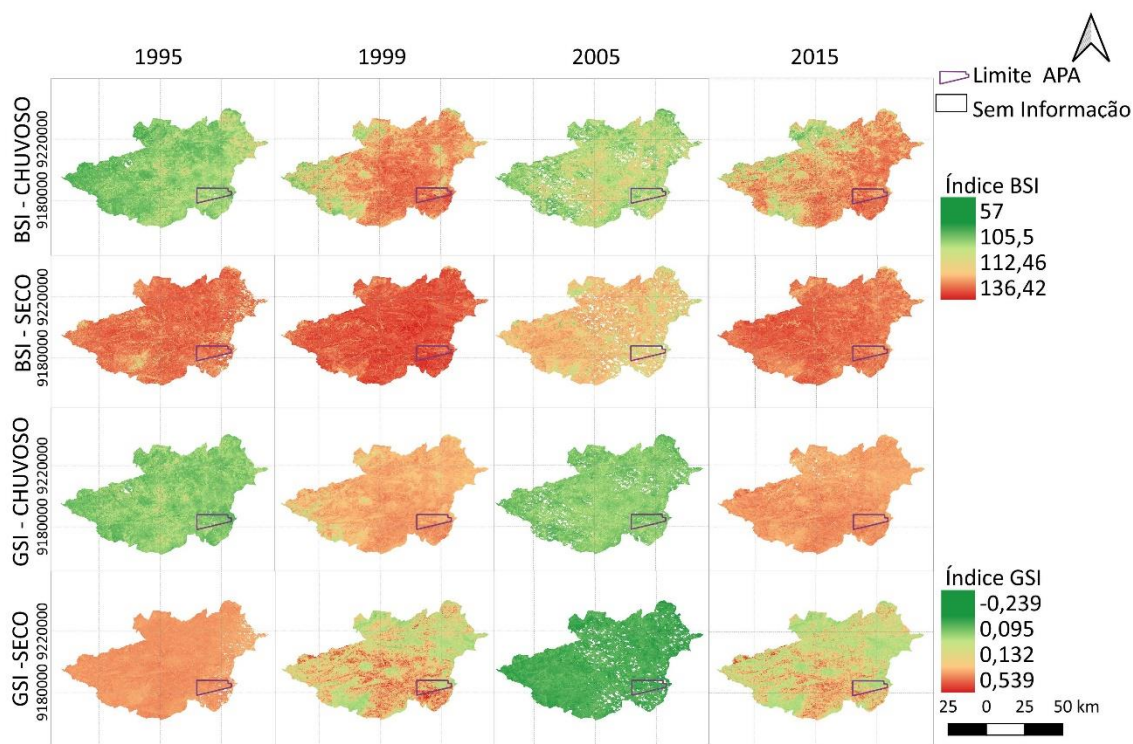 1995 1999 2005 2015
Limite APA
Sem Informação
BSI - CHUVOSO
9180000 9220000
Índice BSI
57
105,5
112,46
136,42
BSI - SECO
9180000 9220000
GSI - CHUVOSO
9180000 9220000
GSI -SECO
9180000 9220000
Índice GSI
-0,239
0,095
0,132
0,539
25 0 25 50 km